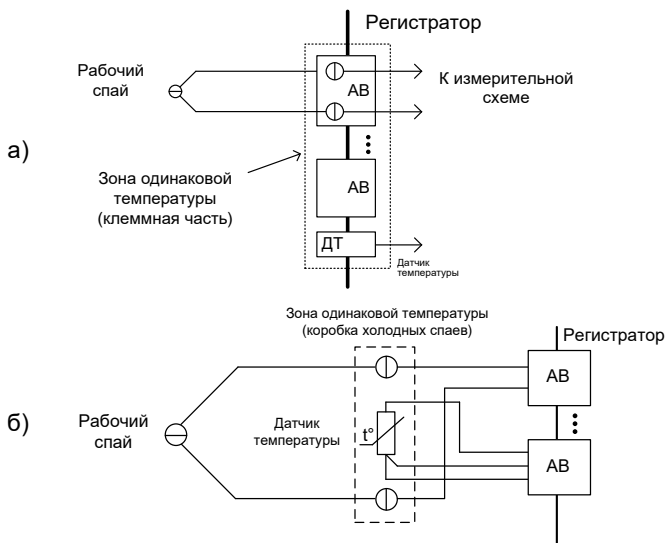 Регистратор
Рабочий
спай
АВ
К измерительной
схеме
а)
Зона одинаковой
температуры
(клеммная часть)
АВ
ДТ
Датчик
температуры
Зона одинаковой температуры
(коробка холодных спаев)
Регистратор
АВ
б)
Рабочий
спай
Датчик
температуры
t°
АВ